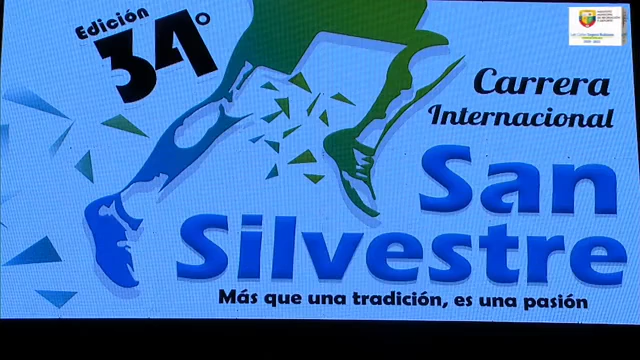 Edición
34°
Carrera
Internacional
San
Silvestre
Más que una tradición, es una pasión